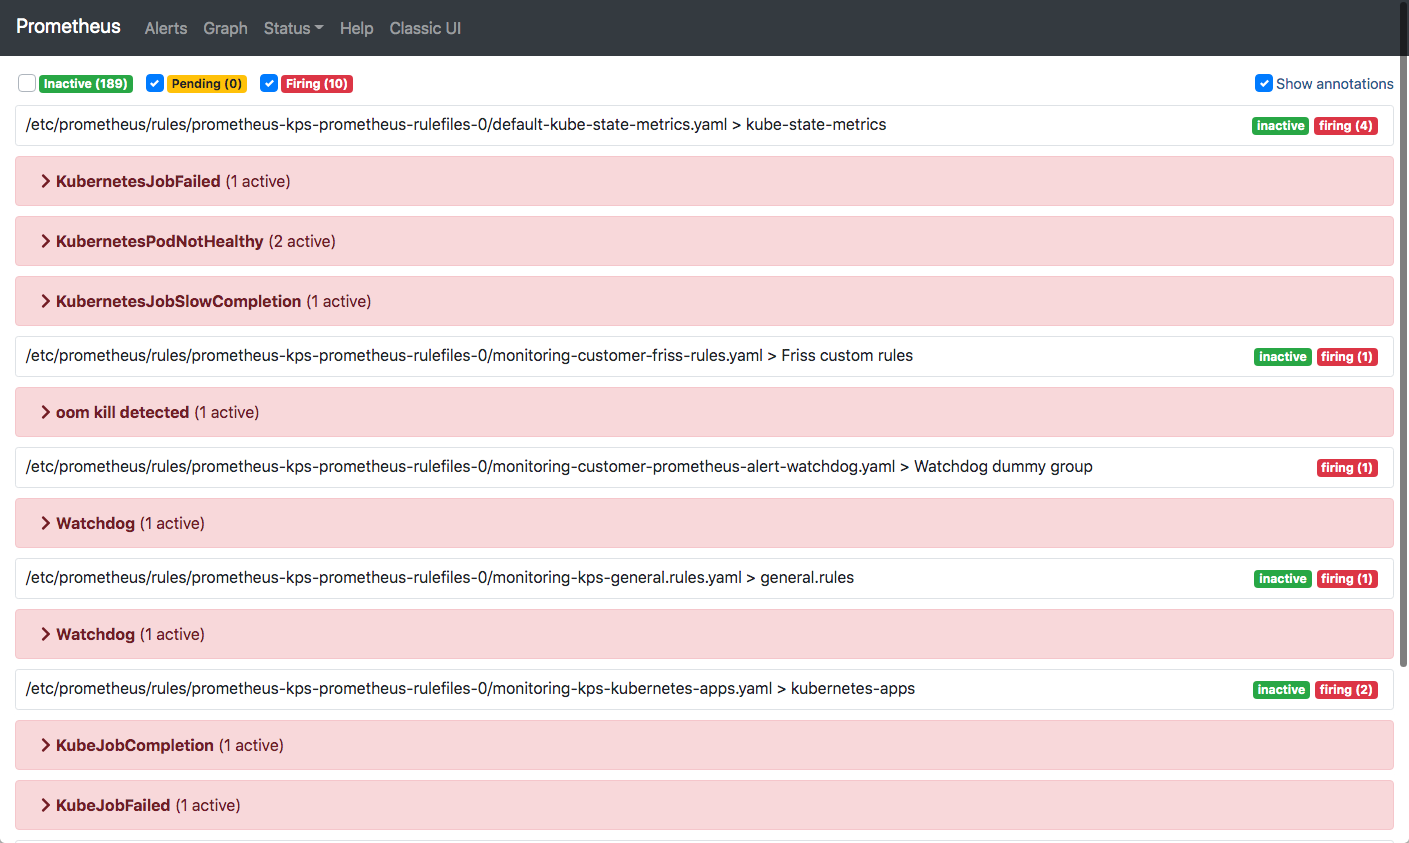 Prometheus Alerts Graph Status Help Classic UI
Inactive (189) Pending (0) Firing (10) Show annotations
/etc/prometheus/rules/prometheus-kps-prometheus-rulefiles-0/default-kube-state-metrics.yaml > kube-state-metrics inactive firing (4)
KubernetesJobFailed (1 active)
KubernetesPodNotHealthy (2 active)
KubernetesJobSlowCompletion (1 active)
/etc/prometheus/rules/prometheus-kps-prometheus-rulefiles-0/monitoring-customer-friss-rules.yaml > Friss custom rules inactive firing (1)
oom kill detected (1 active)
/etc/prometheus/rules/prometheus-kps-prometheus-rulefiles-0/monitoring-customer-prometheus-alert-watchdog.yaml > Watchdog dummy group firing (1)
Watchdog (1 active)
/etc/prometheus/rules/prometheus-kps-prometheus-rulefiles-0/monitoring-kps-general.rules.yaml > general.rules inactive firing (1)
Watchdog (1 active)
/etc/prometheus/rules/prometheus-kps-prometheus-rulefiles-0/monitoring-kps-kubernetes-apps.yaml > kubernetes-apps inactive firing (2)
KubeJobCompletion (1 active)
KubeJobFailed (1 active)